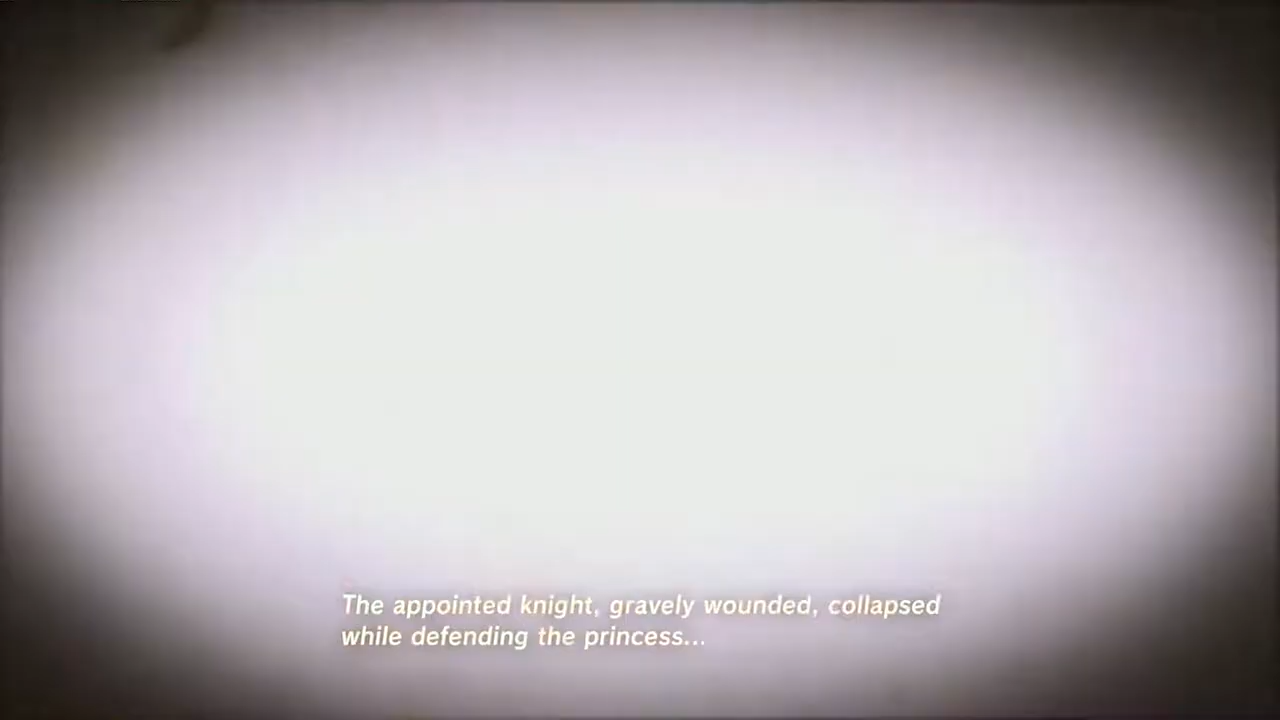 The appointed knight, gravely wounded, collapsed
while defending the princess...